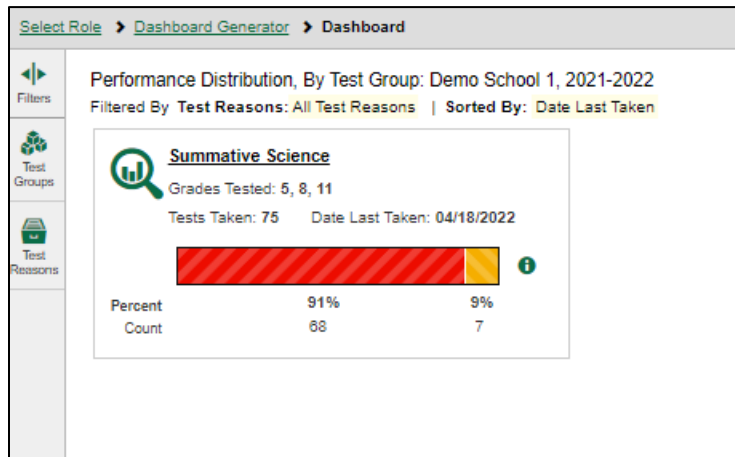 Select Role > Dashboard Generator > Dashboard
Filters
Test
Groups
Test
Reasons
Performance Distribution, By Test Group: Demo School 1, 2021-2022
Filtered By Test Reasons: All Test Reasons | Sorted By: Date Last Taken
Summative Science
Grades Tested: 5, 8, 11
Tests Taken: 75 Date Last Taken: 04/18/2022
Percent 91% 9%
Count 68 7